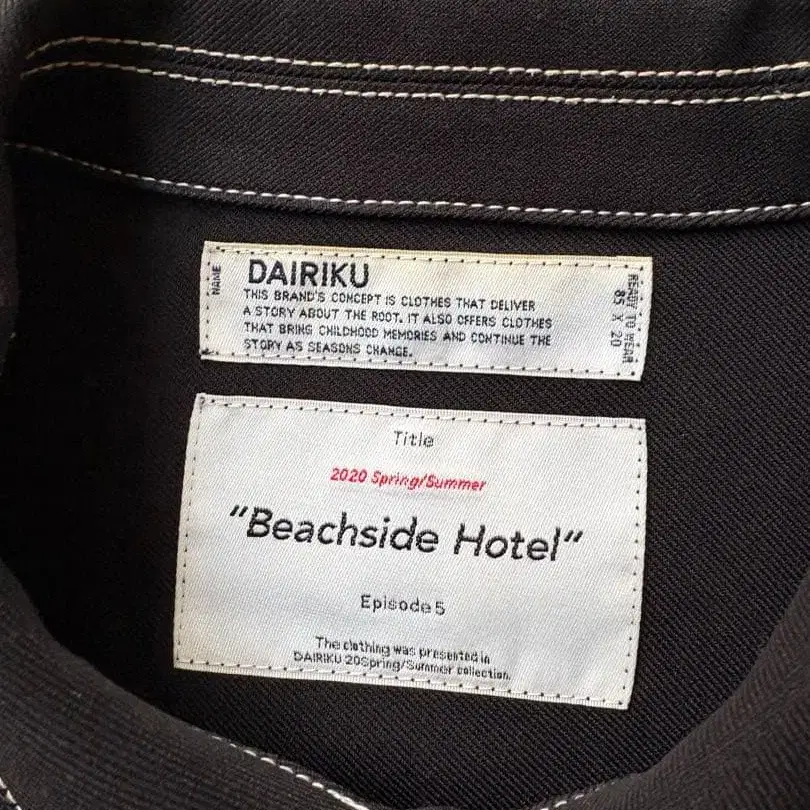 NAME
DAIRIKU
THIS BRAND'S CONCEPT IS CLOTHES THAT DELIVER
A STORY ABOUT THE ROOT. IT ALSO OFFERS CLOTHES
THAT BRING CHILDHOOD MEMORIES AND CONTINUE THE
STORY AS SEASONS CHANGE.
READY TO WEAR
85 X 20
Title
2020 Spring/Summer
"Beachside Hotel"
Episode 5
The clothing was presented in
DAIRIKU 20Spring/Summer collection.